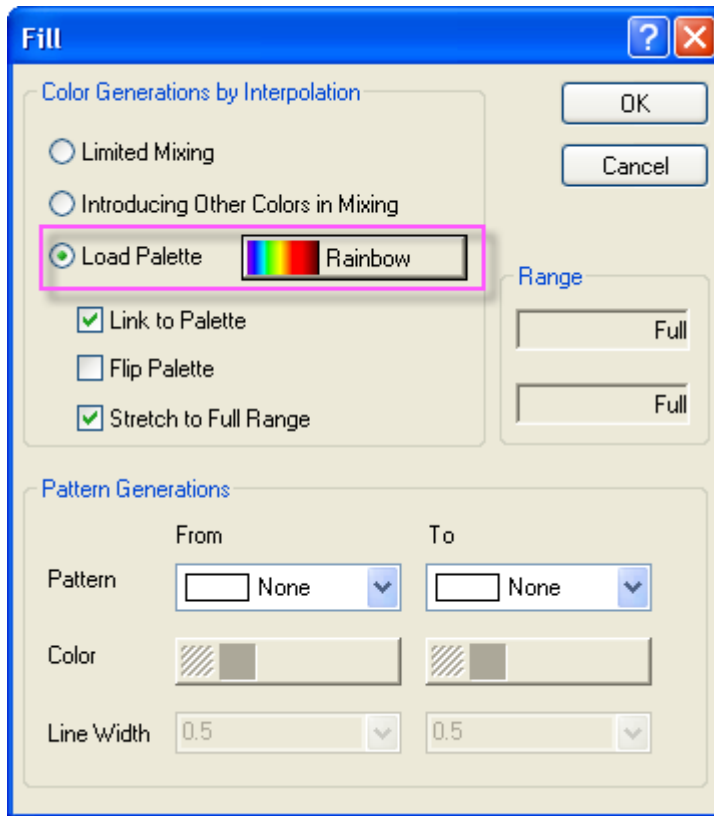 Fill
Color Generations by Interpolation
OK
Limited Mixing
Cancel
Introducing Other Colors in Mixing
Load Palette Rainbow
Range
Link to Palette
Full
Flip Palette
Full
Stretch to Full Range
Pattern Generations
From To
Pattern None None
Color
Line Width 0.5 0.5